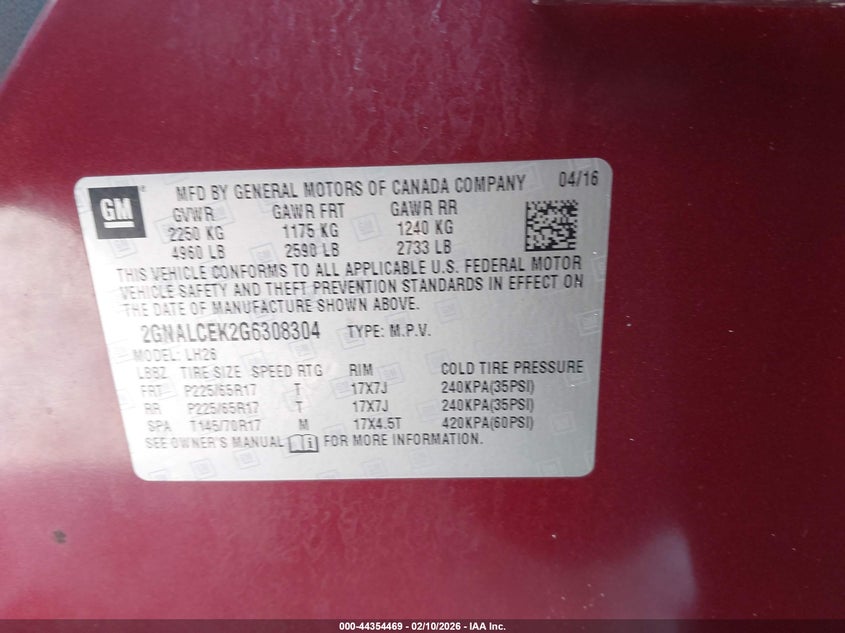 GM
MFD BY GENERAL MOTORS OF CANADA COMPANY 04/16
GVWR GAWR FRT GAWR RR
2250 KG 1175 KG 1240 KG
4960 LB 2590 LB 2733 LB
THIS VEHICLE CONFORMS TO ALL APPLICABLE U.S. FEDERAL MOTOR
VEHICLE SAFETY AND THEFT PREVENTION STANDARDS IN EFFECT ON
THE DATE OF MANUFACTURE SHOWN ABOVE.
2GNALCEK2G6308304 TYPE: M.P.V.
MODEL: LH26
LBBZ TIRE SIZE SPEED RTG RIM COLD TIRE PRESSURE
FRT P225/65R17 T 17X7J 240KPA(35PSI)
RR P225/65R17 T 17X7J 240KPA(35PSI)
SPA T145/70R17 M 17X4.5T 420KPA(60PSI)
SEE OWNER'S MANUAL i FOR MORE INFORMATION.
000-44354469 — 02/10/2026 — IAA Inc.